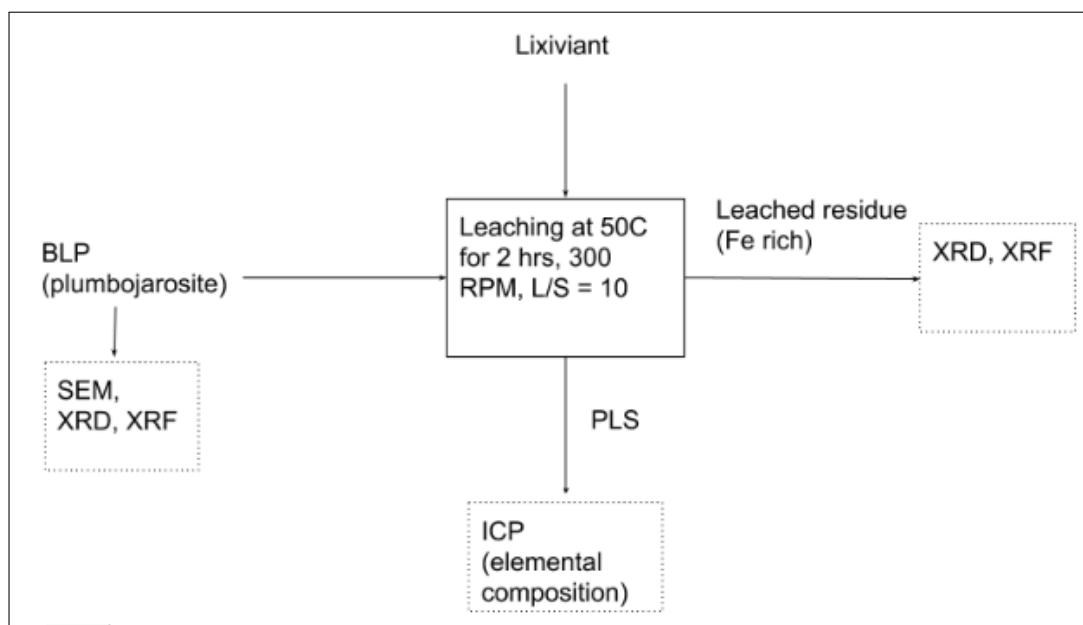 Lixiviant
Leaching at 50C
for 2 hrs, 300
RPM, L/S = 10
Leached residue
(Fe rich)
XRD, XRF
BLP
(plumbojarosite)
SEM,
XRD, XRF
PLS
ICP
(elemental
composition)